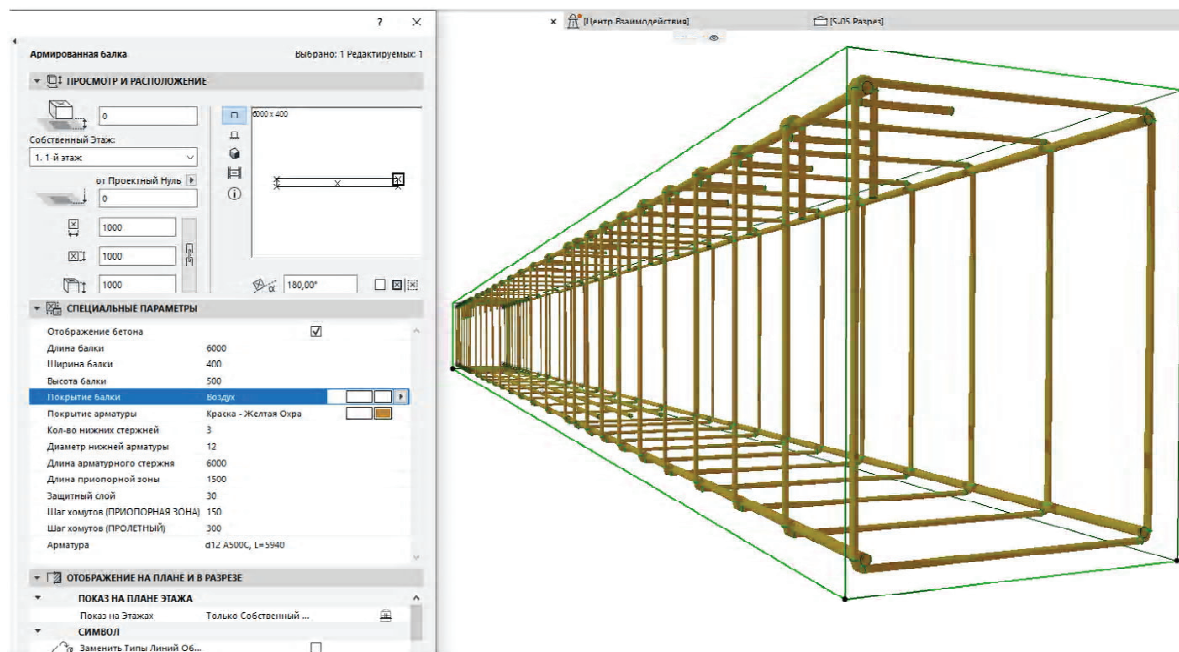 ?
[Центр Взаимодействия]
[S-05 Разрез]
Армированная балка
Выбрано: 1 Редактируемых: 1
ПРОСМОТР И РАСПОЛОЖЕНИЕ
0
6000 x 400
Собственный Этаж:
1. 1-й этаж
от Проектный Нуль
0
1000
1000
1000
α 180,00°
СПЕЦИАЛЬНЫЕ ПАРАМЕТРЫ
Отображение бетона
Длина балки 6000
Ширина балки 400
Высота балки 500
Покрытие балки Воздух
Покрытие арматуры Краска - Желтая Охра
Кол-во нижних стержней 3
Диаметр нижней арматуры 12
Длина арматурного стержня 6000
Длина приопорной зоны 1500
Защитный слой 30
Шаг хомутов (ПРИОПОРНАЯ ЗОНА) 150
Шаг хомутов (ПРОЛЕТНЫЙ) 300
Арматура d12 A500C, L=5940
ОТОБРАЖЕНИЕ НА ПЛАНЕ И В РАЗРЕЗЕ
ПОКАЗ НА ПЛАНЕ ЭТАЖА
Показ на Этажах Только Собственный ...
СИМВОЛ
Заменить Типы Линий Об...